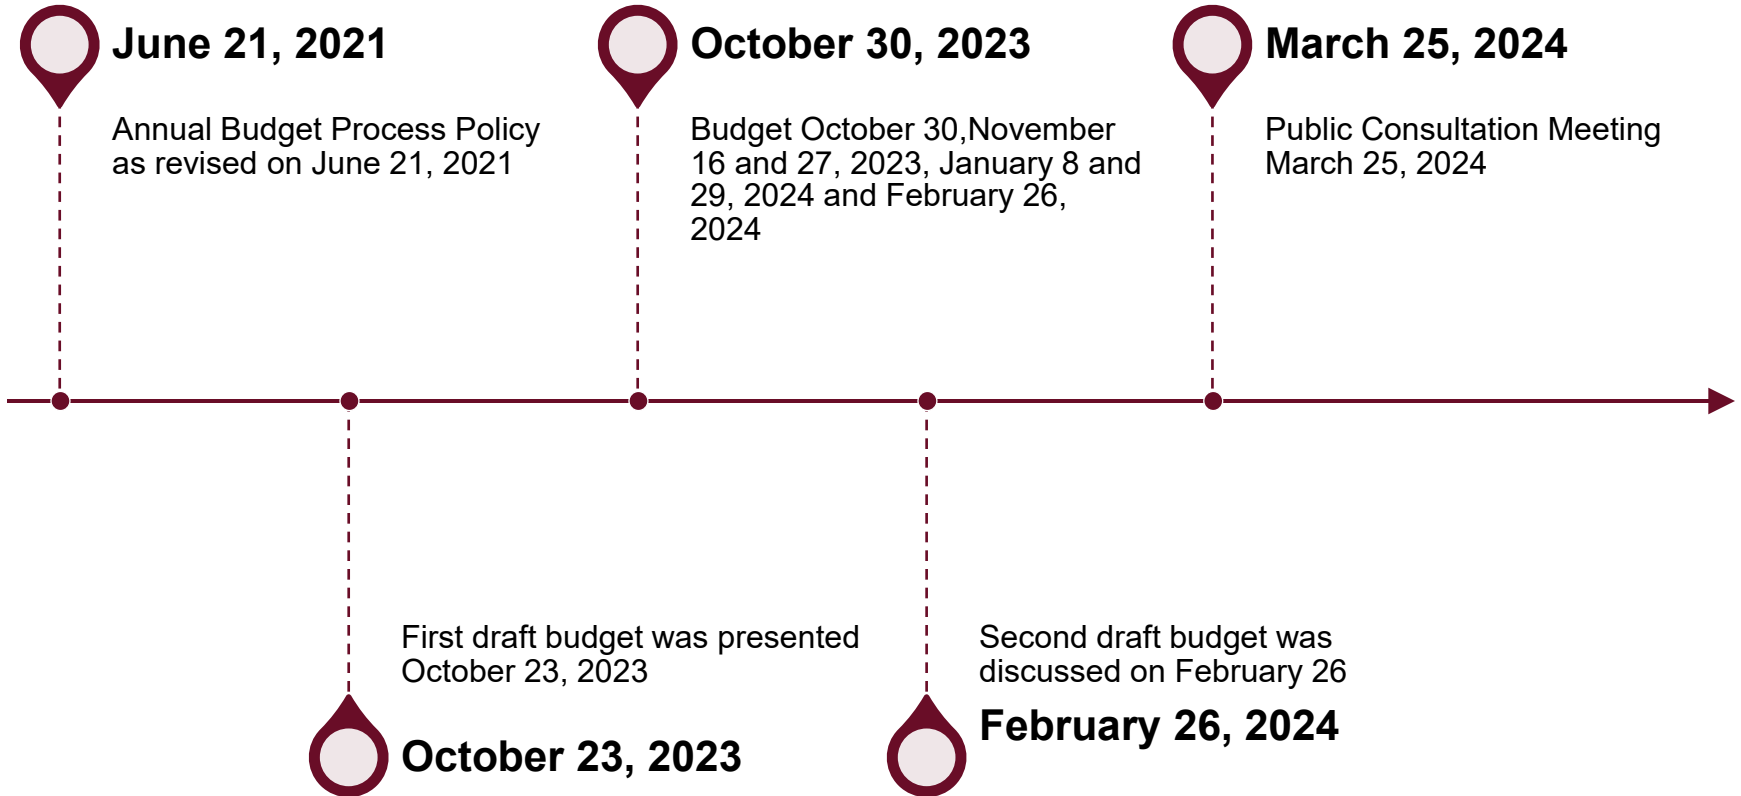 June 21, 2021
Annual Budget Process Policy
as revised on June 21, 2021
October 30, 2023
Budget October 30,November
16 and 27, 2023, January 8 and
29, 2024 and February 26,
2024
March 25, 2024
Public Consultation Meeting
March 25, 2024
First draft budget was presented
October 23, 2023
October 23, 2023
Second draft budget was
discussed on February 26
February 26, 2024